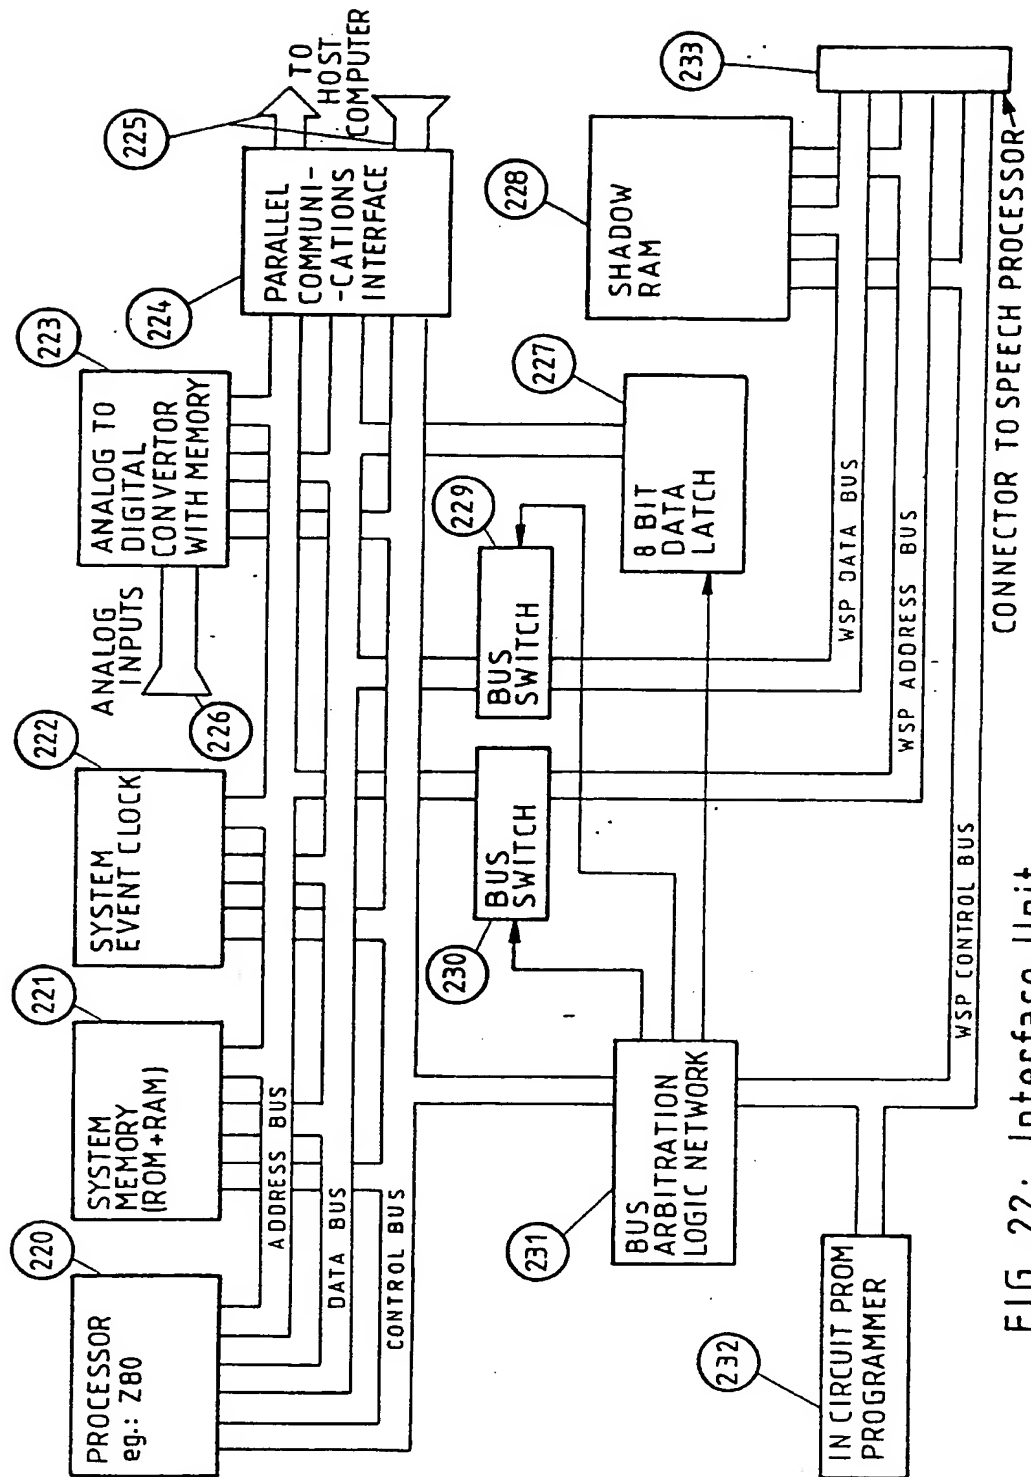 220
PROCESSOR
eg.: Z80
221
SYSTEM
MEMORY
(ROM+RAM)
222
SYSTEM
EVENT CLOCK
223
ANALOG TO
DIGITAL
CONVERTOR
WITH MEMORY
ANALOG
INPUTS
226
224
PARALLEL
COMMUNI-
-CATIONS
INTERFACE
225
TO
HOST
COMPUTER
ADDRESS BUS
DATA BUS
CONTROL BUS
230
BUS
SWITCH
229
BUS
SWITCH
227
8 BIT
DATA
LATCH
228
SHADOW
RAM
233
231
BUS
ARBITRATION
LOGIC NETWORK
232
IN CIRCUIT PROM
PROGRAMMER
WSP DATA BUS
WSP ADDRESS BUS
WSP CONTROL BUS
CONNECTOR TO SPEECH PROCESSOR
FIG. 22: Interface Unit